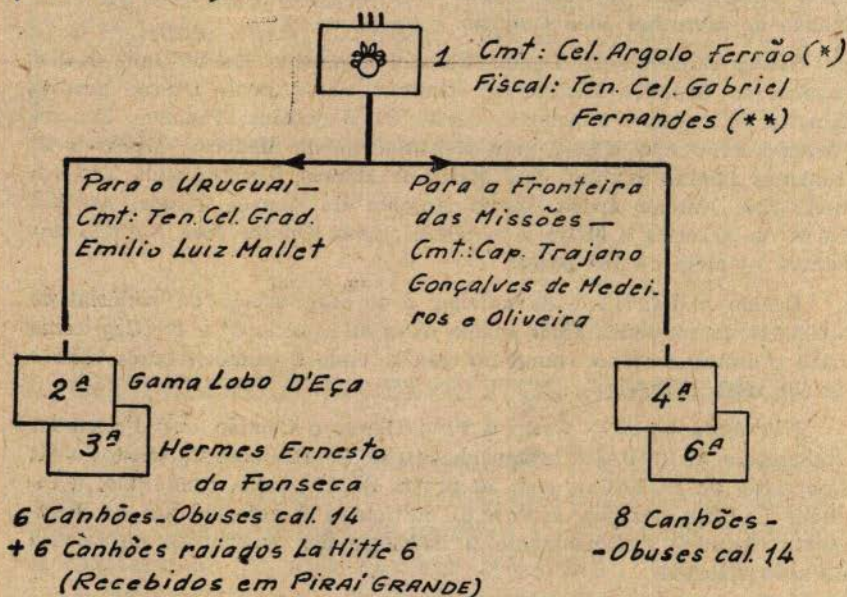 1 Cmt: Cel. Argolo Ferrão (*)
Fiscal: Ten. Cel. Gabriel
Fernandes (**)
Para o URUGUAI —
Cmt: Ten. Cel. Grad.
Emilio Luiz Mallet
Para a Fronteira
das Missões —
Cmt: Cap. Trajano
Gonçalves de Medei-
ros e Oliveira
2ª Gama Lobo D'Eça
3ª Hermes Ernesto
da Fonseca
6 Canhões-Obuses cal. 14
+ 6 Canhões raiados La Hitte 6
(Recebidos em PIRAÍ GRANDE)
4ª
6ª
8 Canhões -
-Obuses cal. 14